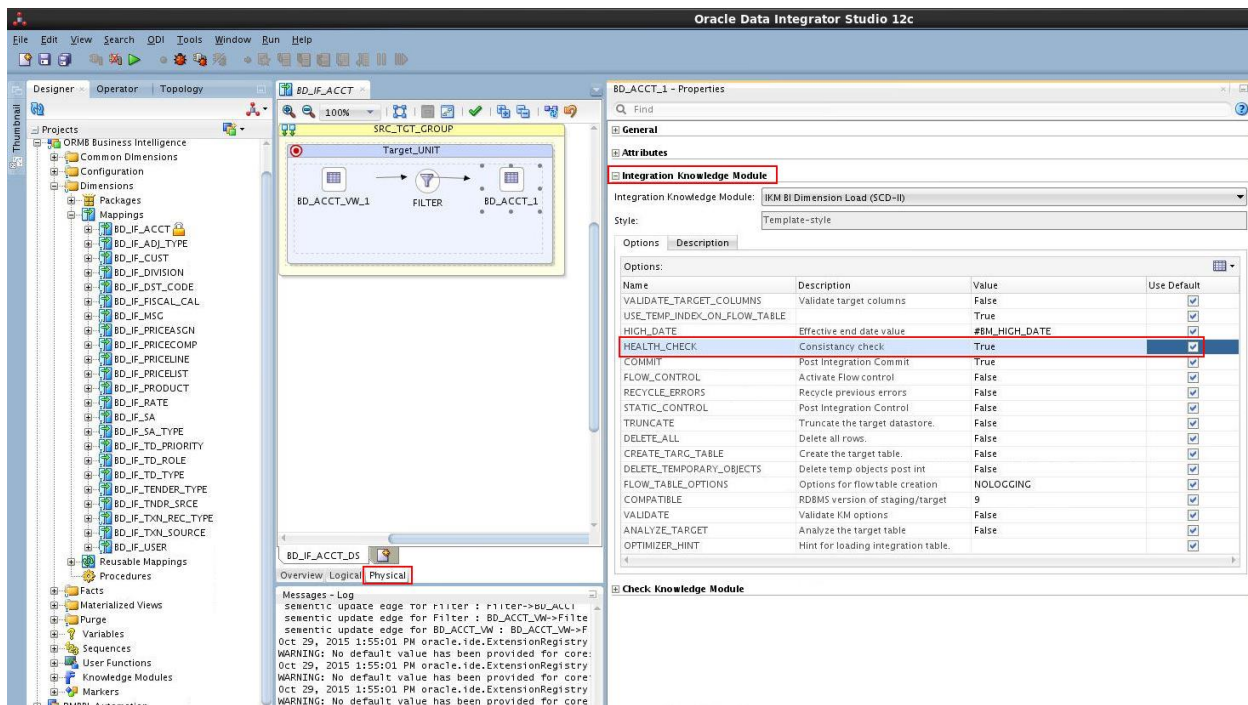 Oracle Data Integrator Studio 12c
File Edit View Search ODI Tools Window Run Help
Designer Operator Topology
Thumbnail
Projects
ORMB Business Intelligence
Common Dimensions
Configuration
Dimensions
Packages
Mappings
BD_IF_ACCT
BD_IF_ADJ_TYPE
BD_IF_CUST
BD_IF_DIVISION
BD_IF_DST_CODE
BD_IF_FISCAL_CAL
BD_IF_MSG
BD_IF_PRICEASGN
BD_IF_PRICECOMP
BD_IF_PRICELINE
BD_IF_PRICELIST
BD_IF_PRODUCT
BD_IF_RATE
BD_IF_SA
BD_IF_SA_TYPE
BD_IF_TD_PRIORITY
BD_IF_TD_ROLE
BD_IF_TD_TYPE
BD_IF_TENDER_TYPE
BD_IF_TNDR_SRCE
BD_IF_TXN_REC_TYPE
BD_IF_TXN_SOURCE
BD_IF_USER
Reusable Mappings
Procedures
Facts
Materialized Views
Purge
Variables
Sequences
User Functions
Knowledge Modules
Markers
BD_IF_ACCT
100%
SRC_TGT_GROUP
Target_UNIT
BD_ACCT_VW_1 FILTER BD_ACCT_1
BD_IF_ACCT_DS
Overview Logical Physical
Messages - Log
sementic update edge for Filter : Filter->BD_ACCT
sementic update edge for Filter : BD_ACCT_VW->Filte
sementic update edge for BD_ACCT_VW : BD_ACCT_VW->F
Oct 29, 2015 1:55:01 PM oracle.ide.ExtensionRegistry
WARNING: No default value has been provided for core:
Oct 29, 2015 1:55:01 PM oracle.ide.ExtensionRegistry
WARNING: No default value has been provided for core
Oct 29, 2015 1:55:01 PM oracle.ide.ExtensionRegistry
WARNING: No default value has been provided for core
BD_ACCT_1 - Properties
Find
General
Attributes
Integration Knowledge Module
Integration Knowledge Module: IKM BI Dimension Load (SCD-II)
Style: Template-style
Options Description
Options:
Name Description Value Use Default
VALIDATE_TARGET_COLUMNS Validate target columns False
USE_TEMP_INDEX_ON_FLOW_TABLE True
HIGH_DATE Effective end date value #BM_HIGH_DATE
HEALTH_CHECK Consistancy check True
COMMIT Post Integration Commit True
FLOW_CONTROL Activate Flow control False
RECYCLE_ERRORS Recycle previous errors False
STATIC_CONTROL Post Integration Control False
TRUNCATE Truncate the target datastore. False
DELETE_ALL Delete all rows. False
CREATE_TARG_TABLE Create the target table. False
DELETE_TEMPORARY_OBJECTS Delete temp objects post int False
FLOW_TABLE_OPTIONS Options for flowtable creation NOLOGGING
COMPATIBLE RDBMS version of staging/target 9
VALIDATE Validate KM options False
ANALYZE_TARGET Analyze the target table False
OPTIMIZER_HINT Hint for loading integration table.
Check Knowledge Module